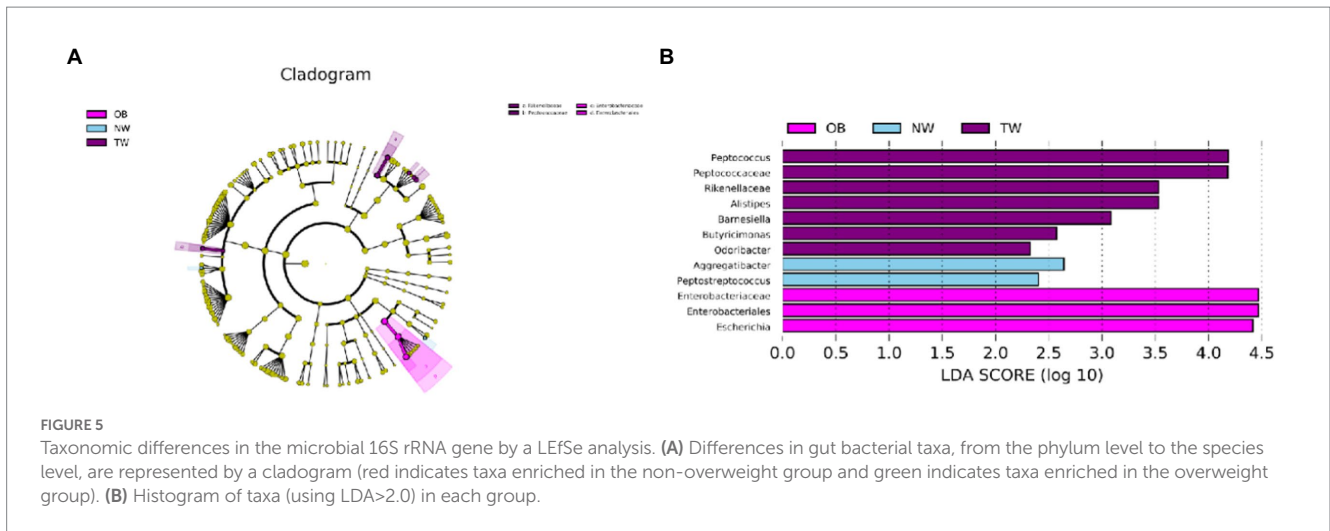 A
Cladogram
OB
NW
TW
a: Rikenellaceae
b: Peptococcaceae
c: Enterobacteriaceae
d: Enterobacteriales
B
OB NW TW
Peptococcus
Peptococcaceae
Rikenellaceae
Alistipes
Barnesiella
Butyricimonas
Odoribacter
Aggregatibacter
Peptostreptococcus
Enterobacteriaceae
Enterobacteriales
Escherichia
0.0 0.5 1.0 1.5 2.0 2.5 3.0 3.5 4.0 4.5
LDA SCORE (log 10)
FIGURE 5
Taxonomic differences in the microbial 16S rRNA gene by a LEfSe analysis. (A) Differences in gut bacterial taxa, from the phylum level to the species
level, are represented by a cladogram (red indicates taxa enriched in the non-overweight group and green indicates taxa enriched in the overweight
group). (B) Histogram of taxa (using LDA>2.0) in each group.